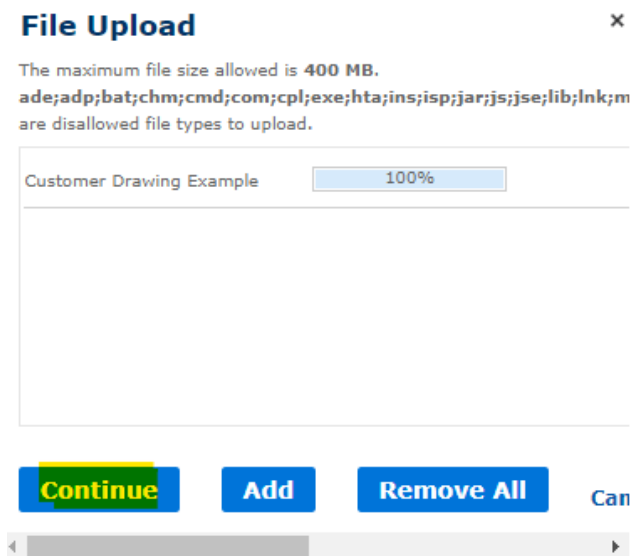 File Upload
The maximum file size allowed is 400 MB.
ade;adp;bat;chm;cmd;com;cpl;exe;hta;ins;isp;jar;js;jse;lib;lnk;m
are disallowed file types to upload.
Customer Drawing Example 100%
Continue Add Remove All Can